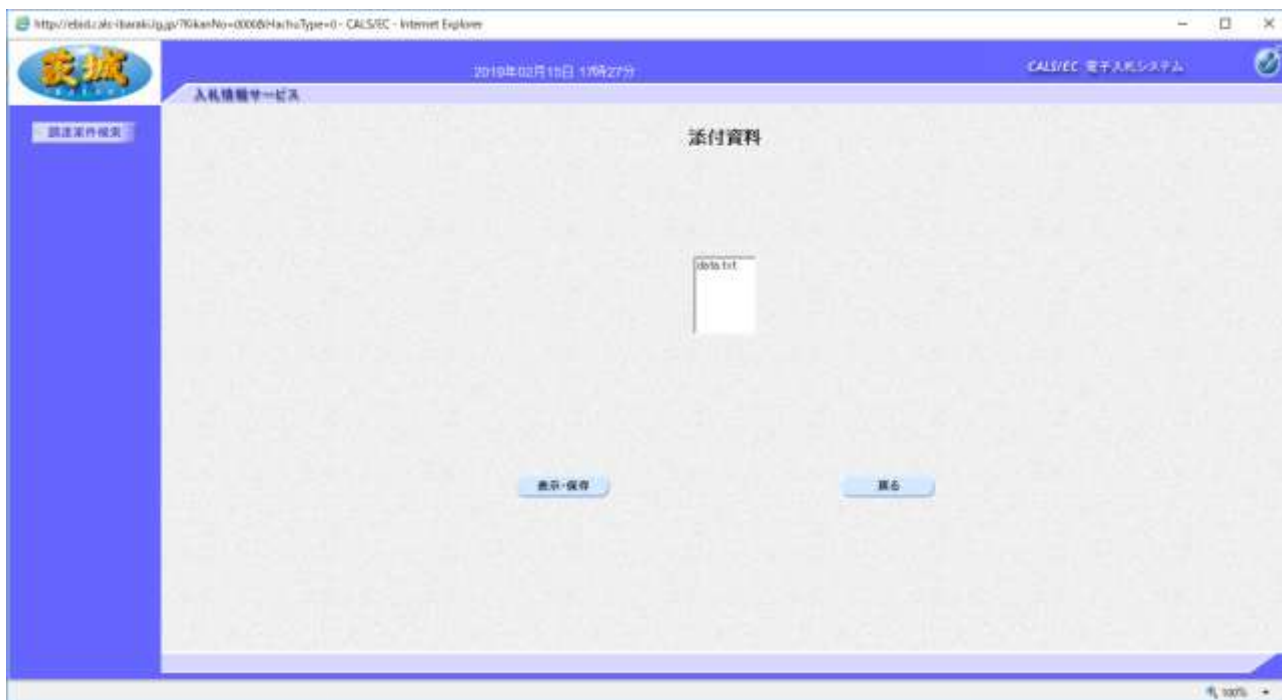 CALS/EC - Internet Explorer
茨城
2019年02月15日 17時27分
CALS/EC 電子入札システム
入札情報サービス
調達案件検索
添付資料
data.txt
表示・保存
戻る
100%